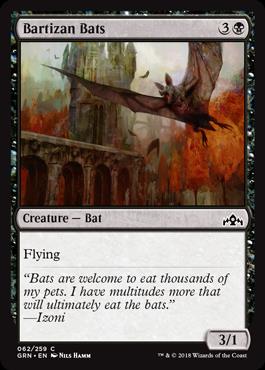 Bartizan Bats 3
Creature — Bat
Flying
“Bats are welcome to eat thousands of
my pets. I have multitudes more that
will ultimately eat the bats.”
—Izoni
3/1
062/259 C
GRN • EN Nils Hamm
™ & © 2018 Wizards of the Coast